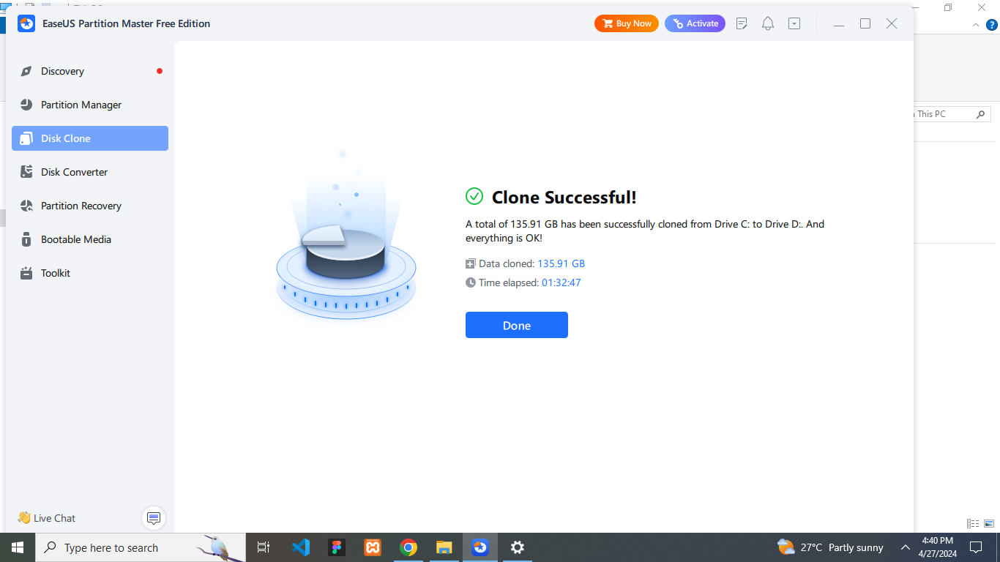 EaseUS Partition Master Free Edition
Buy Now
Activate
?
Discovery
Partition Manager
Disk Clone
Disk Converter
Partition Recovery
Bootable Media
Toolkit
This PC
Clone Successful!
A total of 135.91 GB has been successfully cloned from Drive C: to Drive D:. And
everything is OK!
Data cloned: 135.91 GB
Time elapsed: 01:32:47
Done
Live Chat
Type here to search
27°C Partly sunny
4:40 PM
4/27/2024